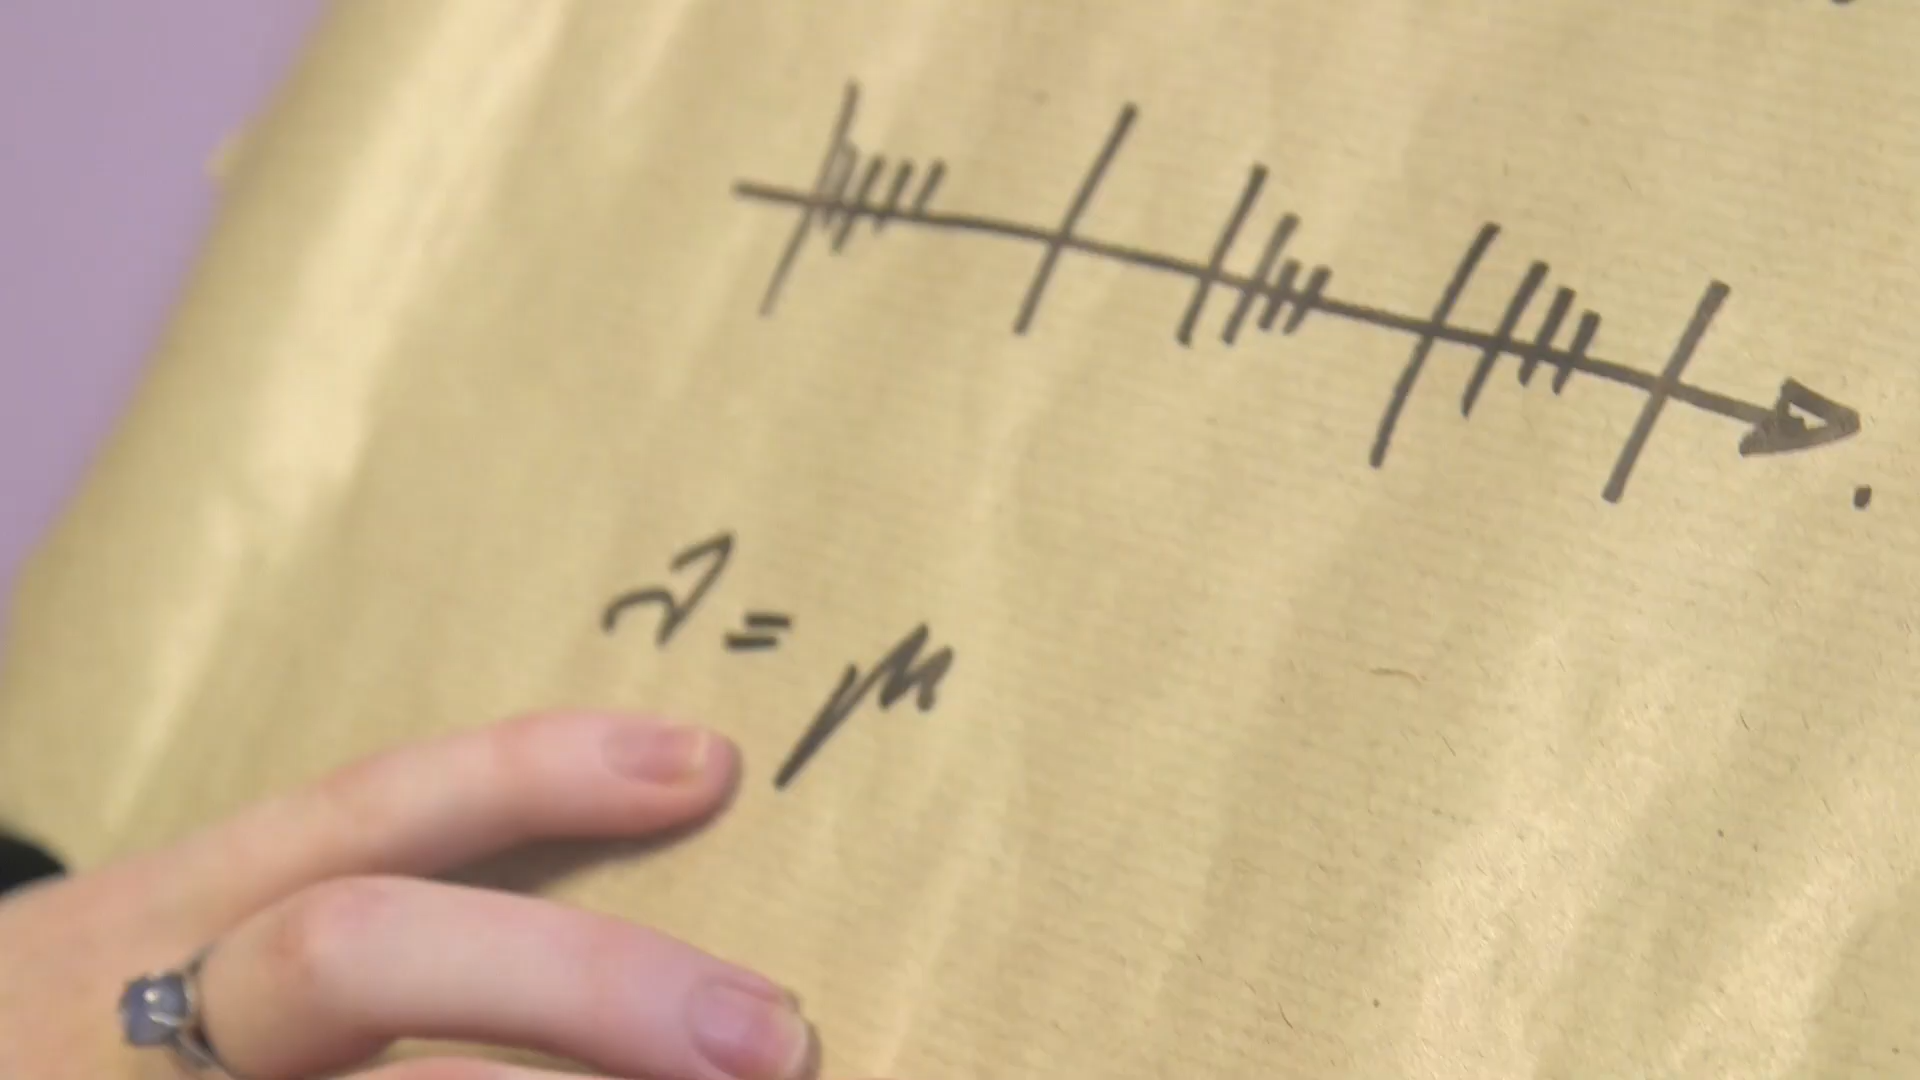 λ = μ